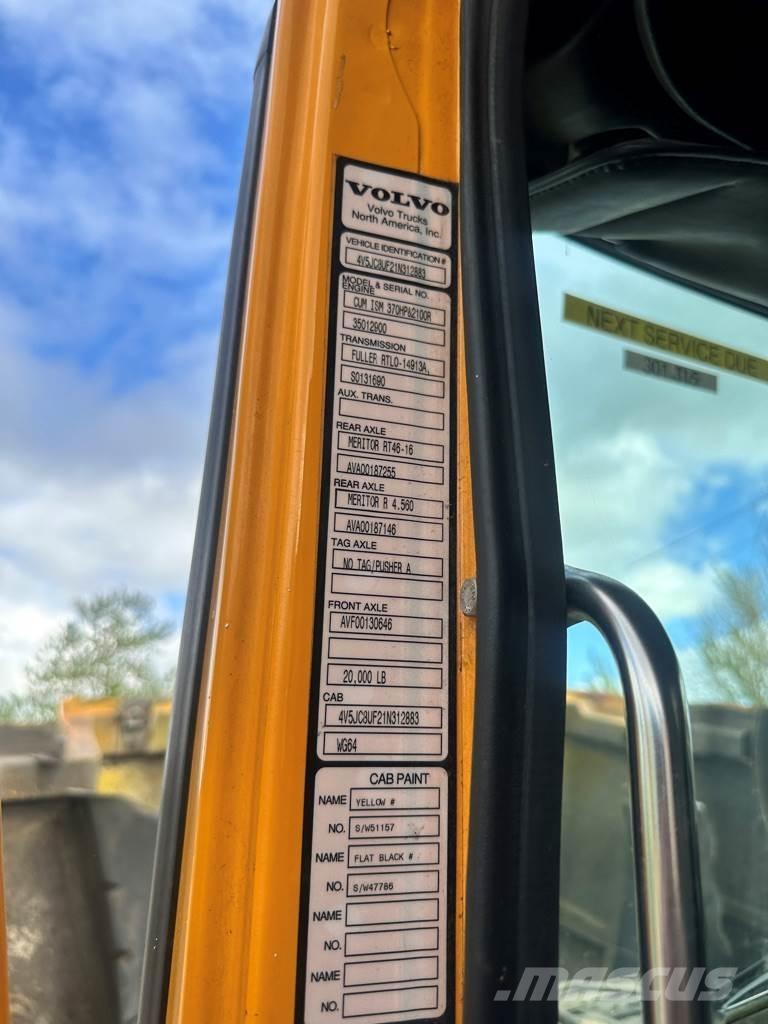 VOLVO
Volvo Trucks
North America, Inc.
VEHICLE IDENTIFICATION #
4V5JC8UF21N312883
MODEL & SERIAL NO.
ENGINE
CUM ISM 370HP&2100R
35012900
TRANSMISSION
FULLER RTLO-14913A,
S0131690
AUX. TRANS.
REAR AXLE
MERITOR RT46-16
AVA00187255
REAR AXLE
MERITOR R 4.560
AVA00187146
TAG AXLE
NO TAG/PUSHER A
FRONT AXLE
AVF00130646
20,000 LB
CAB
4V5JC8UF21N312883
WG64
CAB PAINT
NAME YELLOW #
NO. S/W51157
NAME FLAT BLACK #
NO. S/W47786
NAME
NO.
NAME
NO.
NEXT SERVICE DUE
mascus